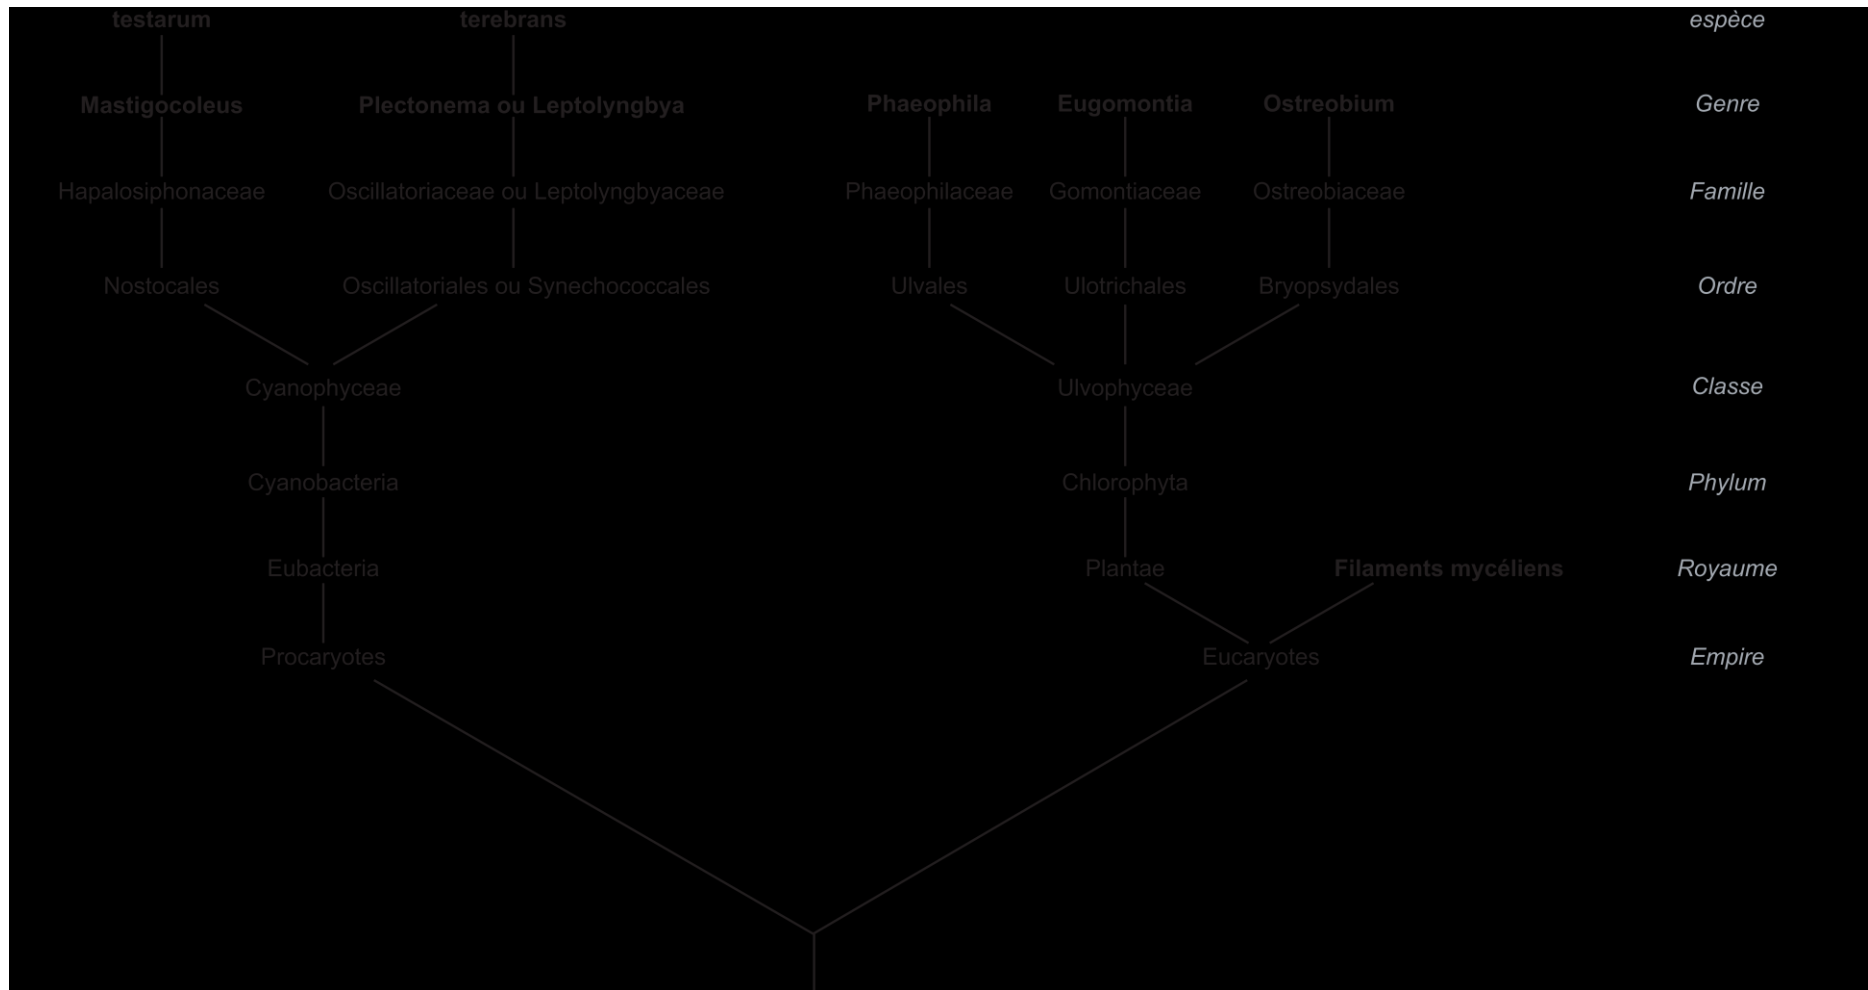 testarum terebrans espèce
Mastigocoleus Plectonema ou Leptolyngbya Phaeophila Eugomontia Ostreobium Genre
Hapalosiphonaceae Oscillatoriaceae ou Leptolyngbyaceae Phaeophilaceae Gomontiaceae Ostreobiaceae Famille
Nostocales Oscillatoriales ou Synechococcales Ulvales Ulotrichales Bryopsydales Ordre
Cyanophyceae Ulvophyceae Classe
Cyanobacteria Chlorophyta Phylum
Eubacteria Plantae Filaments mycéliens Royaume
Procaryotes Eucaryotes Empire